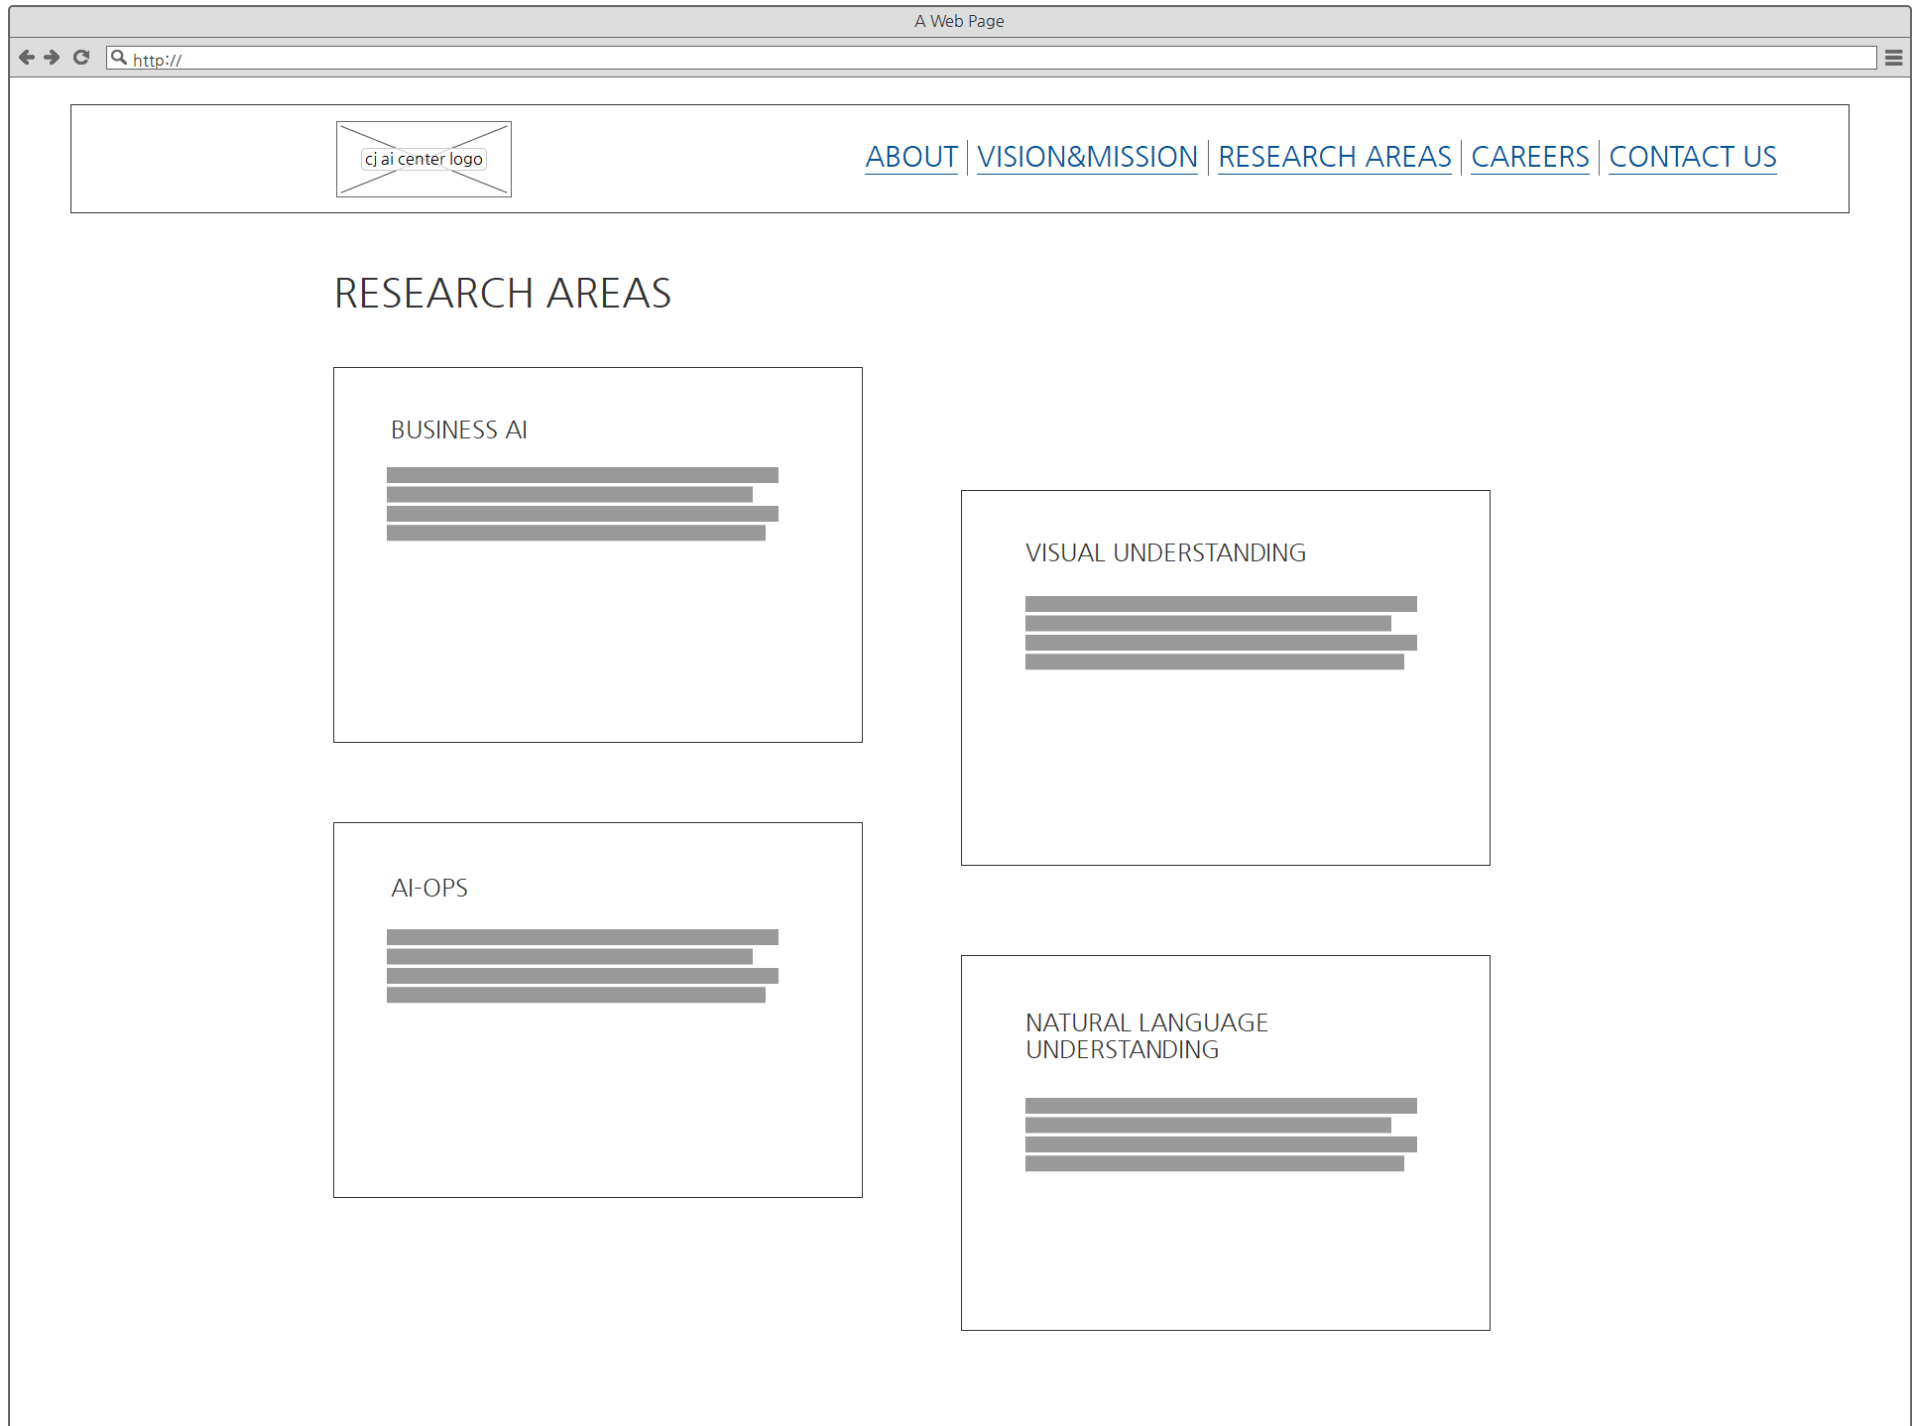 A Web Page
http://
cj ai center logo
ABOUT VISION&MISSION RESEARCH AREAS CAREERS CONTACT US
RESEARCH AREAS
BUSINESS AI
VISUAL UNDERSTANDING
AI-OPS
NATURAL LANGUAGE
UNDERSTANDING